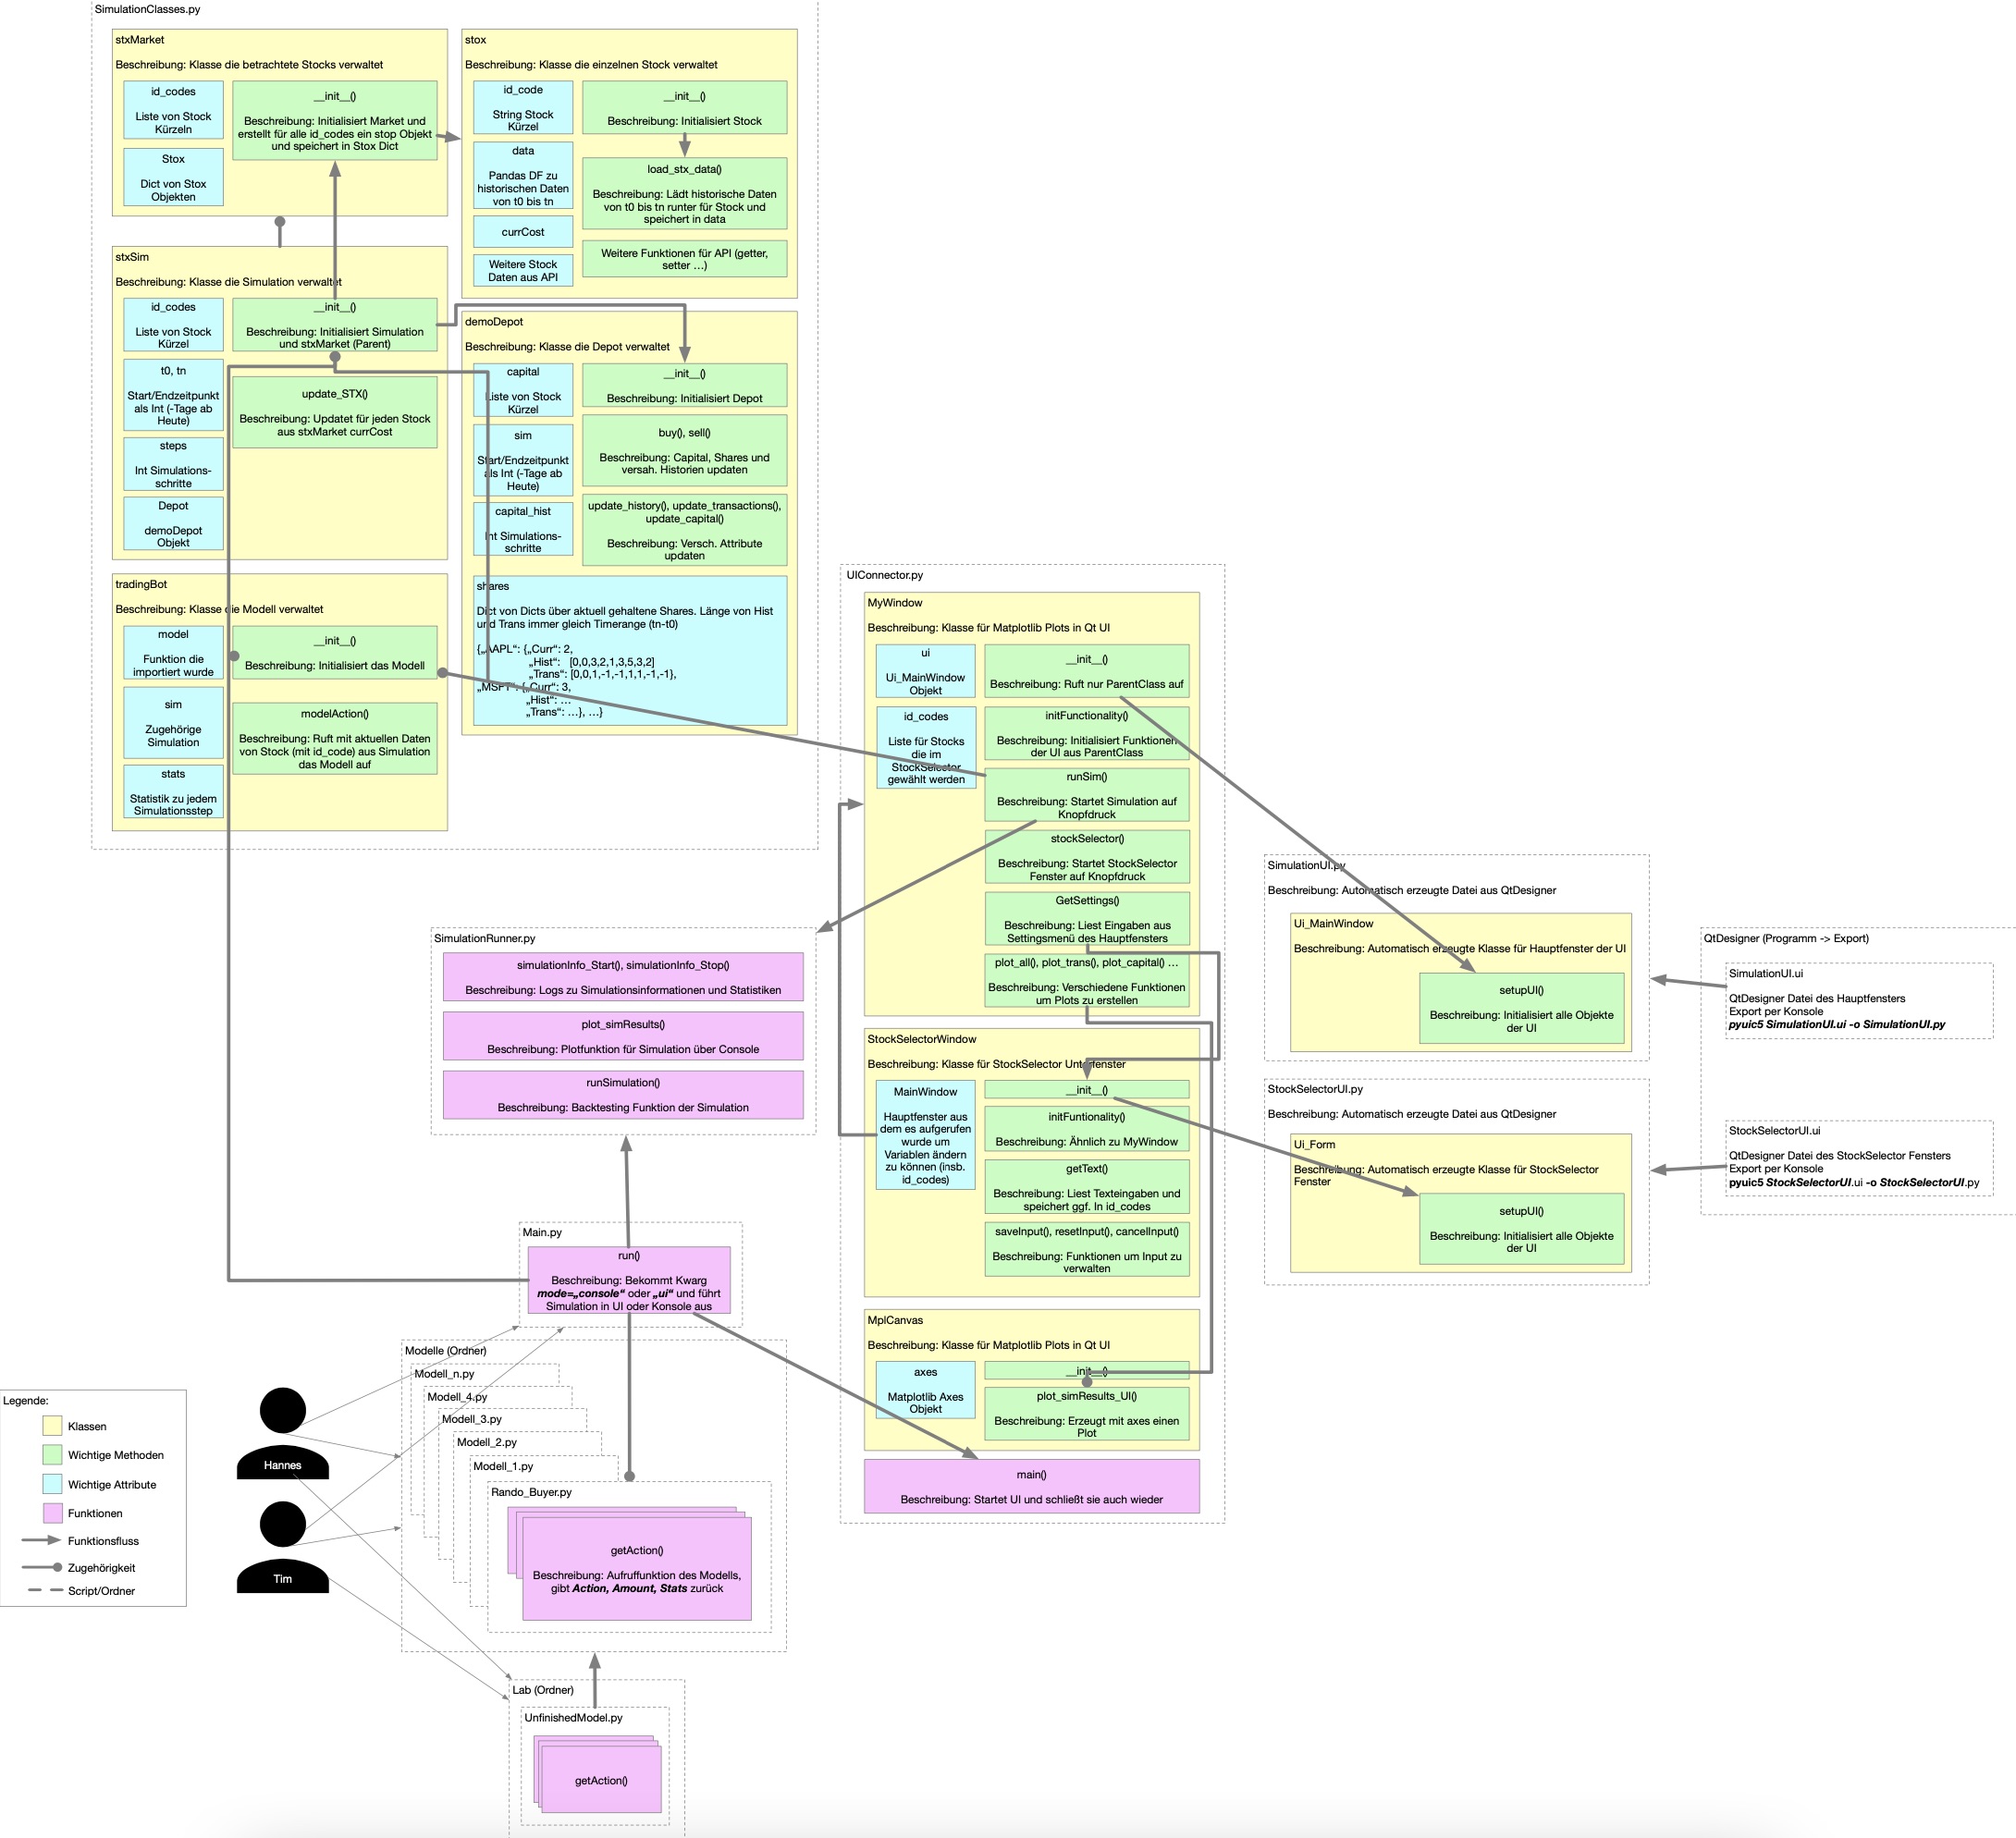 SimulationClasses.py
stxMarket
Beschreibung: Klasse die betrachtete Stocks verwaltet
id_codes
Liste von Stock
Kürzeln
Stox
Dict von Stox
Objekten
__init__()
Beschreibung: Initialisiert Market und
erstellt für alle id_codes ein stop Objekt
und speichert in Stox Dict
stox
Beschreibung: Klasse die einzelnen Stock verwaltet
id_code
String Stock
Kürzel
data
Pandas DF zu
historischen Daten
von t0 bis tn
currCost
Weitere Stock
Daten aus API
__init__()
Beschreibung: Initialisiert Stock
load_stx_data()
Beschreibung: Lädt historische Daten
von t0 bis tn runter für Stock und
speichert in data
Weitere Funktionen für API (getter,
setter …)
stxSim
Beschreibung: Klasse die Simulation verwaltet
id_codes
Liste von Stock
Kürzel
t0, tn
Start/Endzeitpunkt
als Int (-Tage ab
Heute)
steps
Int Simulations-
schritte
Depot
demoDepot
Objekt
__init__()
Beschreibung: Initialisiert Simulation
und stxMarket (Parent)
update_STX()
Beschreibung: Updatet für jeden Stock
aus stxMarket currCost
demoDepot
Beschreibung: Klasse die Depot verwaltet
capital
Liste von Stock
Kürzel
sim
Start/Endzeitpunkt
als Int (-Tage ab
Heute)
capital_hist
Int Simulations-
schritte
__init__()
Beschreibung: Initialisiert Depot
buy(), sell()
Beschreibung: Capital, Shares und
versah. Historien updaten
update_history(), update_transactions(),
update_capital()
Beschreibung: Versch. Attribute
updaten
shares
Dict von Dicts über aktuell gehaltene Shares. Länge von Hist
und Trans immer gleich Timerange (tn-t0)
{„AAPL“: {„Curr“: 2,
„Hist“: [0,0,3,2,1,3,5,3,2]
„Trans“: [0,0,1,-1,-1,1,1,-1,-1},
„MSFT“: {„Curr“: 3,
„Hist“: …
„Trans“: …}, …}
tradingBot
Beschreibung: Klasse die Modell verwaltet
model
Funktion die
importiert wurde
sim
Zugehörige
Simulation
stats
Statistik zu jedem
Simulationsstep
__init__()
Beschreibung: Initialisiert das Modell
modelAction()
Beschreibung: Ruft mit aktuellen Daten
von Stock (mit id_code) aus Simulation
das Modell auf
UIConnector.py
MyWindow
Beschreibung: Klasse für Matplotlib Plots in Qt UI
ui
Ui_MainWindow
Objekt
id_codes
Liste für Stocks
die im
StockSelector
gewählt werden
__init__()
Beschreibung: Ruft nur ParentClass auf
initFunctionality()
Beschreibung: Initialisiert Funktionen
der UI aus ParentClass
runSim()
Beschreibung: Startet Simulation auf
Knopfdruck
stockSelector()
Beschreibung: Startet StockSelector
Fenster auf Knopfdruck
GetSettings()
Beschreibung: Liest Eingaben aus
Settingsmenü des Hauptfensters
plot_all(), plot_trans(), plot_capital() …
Beschreibung: Verschiedene Funktionen
um Plots zu erstellen
StockSelectorWindow
Beschreibung: Klasse für StockSelector Unterfenster
MainWindow
Hauptfenster aus
dem es aufgerufen
wurde um
Variablen ändern
zu können (insb.
id_codes)
__init__()
initFuntionality()
Beschreibung: Ähnlich zu MyWindow
getText()
Beschreibung: Liest Texteingaben und
speichert ggf. In id_codes
saveInput(), resetInput(), cancelInput()
Beschreibung: Funktionen um Input zu
verwalten
MplCanvas
Beschreibung: Klasse für Matplotlib Plots in Qt UI
axes
Matplotlib Axes
Objekt
__init__()
plot_simResults_UI()
Beschreibung: Erzeugt mit axes einen
Plot
main()
Beschreibung: Startet UI und schließt sie auch wieder
SimulationUI.py
Beschreibung: Automatisch erzeugte Datei aus QtDesigner
Ui_MainWindow
Beschreibung: Automatisch erzeugte Klasse für Hauptfenster der UI
setupUI()
Beschreibung: Initialisiert alle Objekte
der UI
StockSelectorUI.py
Beschreibung: Automatisch erzeugte Datei aus QtDesigner
Ui_Form
Beschreibung: Automatisch erzeugte Klasse für StockSelector
Fenster
setupUI()
Beschreibung: Initialisiert alle Objekte
der UI
QtDesigner (Programm -> Export)
SimulationUI.ui
QtDesigner Datei des Hauptfensters
Export per Konsole
pyuic5 SimulationUI.ui -o SimulationUI.py
StockSelectorUI.ui
QtDesigner Datei des StockSelector Fensters
Export per Konsole
pyuic5 StockSelectorUI.ui -o StockSelectorUI.py
SimulationRunner.py
simulationInfo_Start(), simulationInfo_Stop()
Beschreibung: Logs zu Simulationsinformationen und Statistiken
plot_simResults()
Beschreibung: Plotfunktion für Simulation über Console
runSimulation()
Beschreibung: Backtesting Funktion der Simulation
Main.py
run()
Beschreibung: Bekommt Kwarg
mode=„console“ oder „ui“ und führt
Simulation in UI oder Konsole aus
Modelle (Ordner)
Modell_n.py
Modell_4.py
Modell_3.py
Modell_2.py
Modell_1.py
Rando_Buyer.py
getAction()
Beschreibung: Aufruffunktion des Modells,
gibt Action, Amount, Stats zurück
Lab (Ordner)
UnfinishedModel.py
getAction()
Hannes
Tim
Legende:
Klassen
Wichtige Methoden
Wichtige Attribute
Funktionen
Funktionsfluss
Zugehörigkeit
Script/Ordner